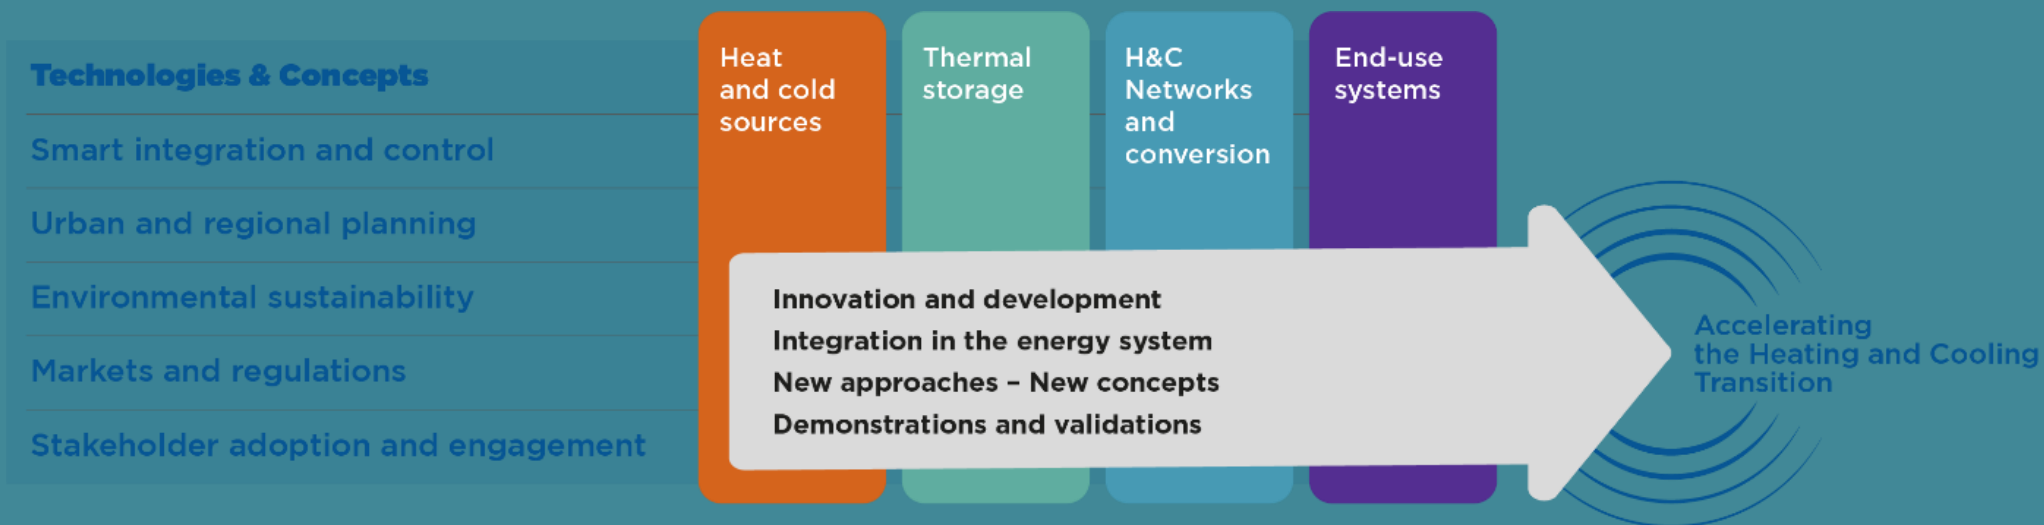 Technologies & Concepts
Smart integration and control
Urban and regional planning
Environmental sustainability
Markets and regulations
Stakeholder adoption and engagement
Heat
and cold
sources
Thermal
storage
H&C
Networks
and
conversion
End-use
systems
Innovation and development
Integration in the energy system
New approaches – New concepts
Demonstrations and validations
Accelerating
the Heating and Cooling
Transition